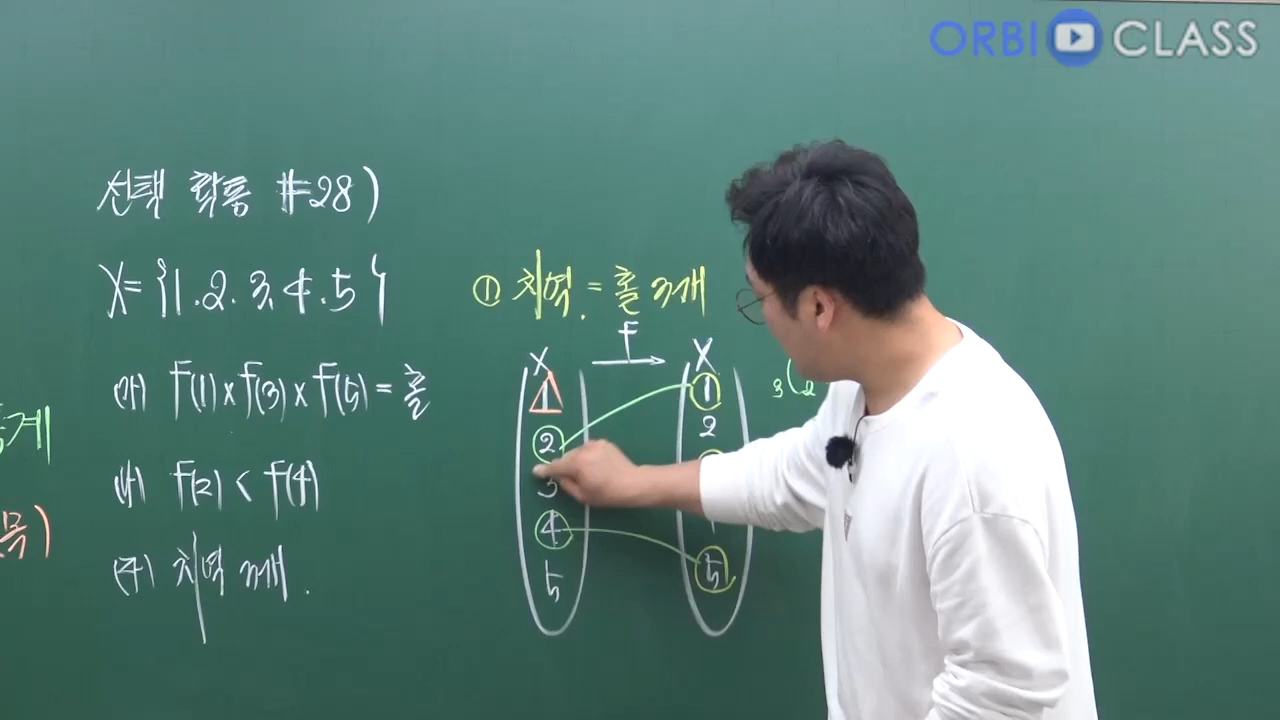 ORBI CLASS
선택 확통 #28)
X={1.2.3.4.5}
(가) f(1)×f(3)×f(5)=홀
(나) f(2)<f(4)
(다) 치역 3개.
① 치역. = 홀 3개
f
X X
1 1
2 2
3
4
5 5